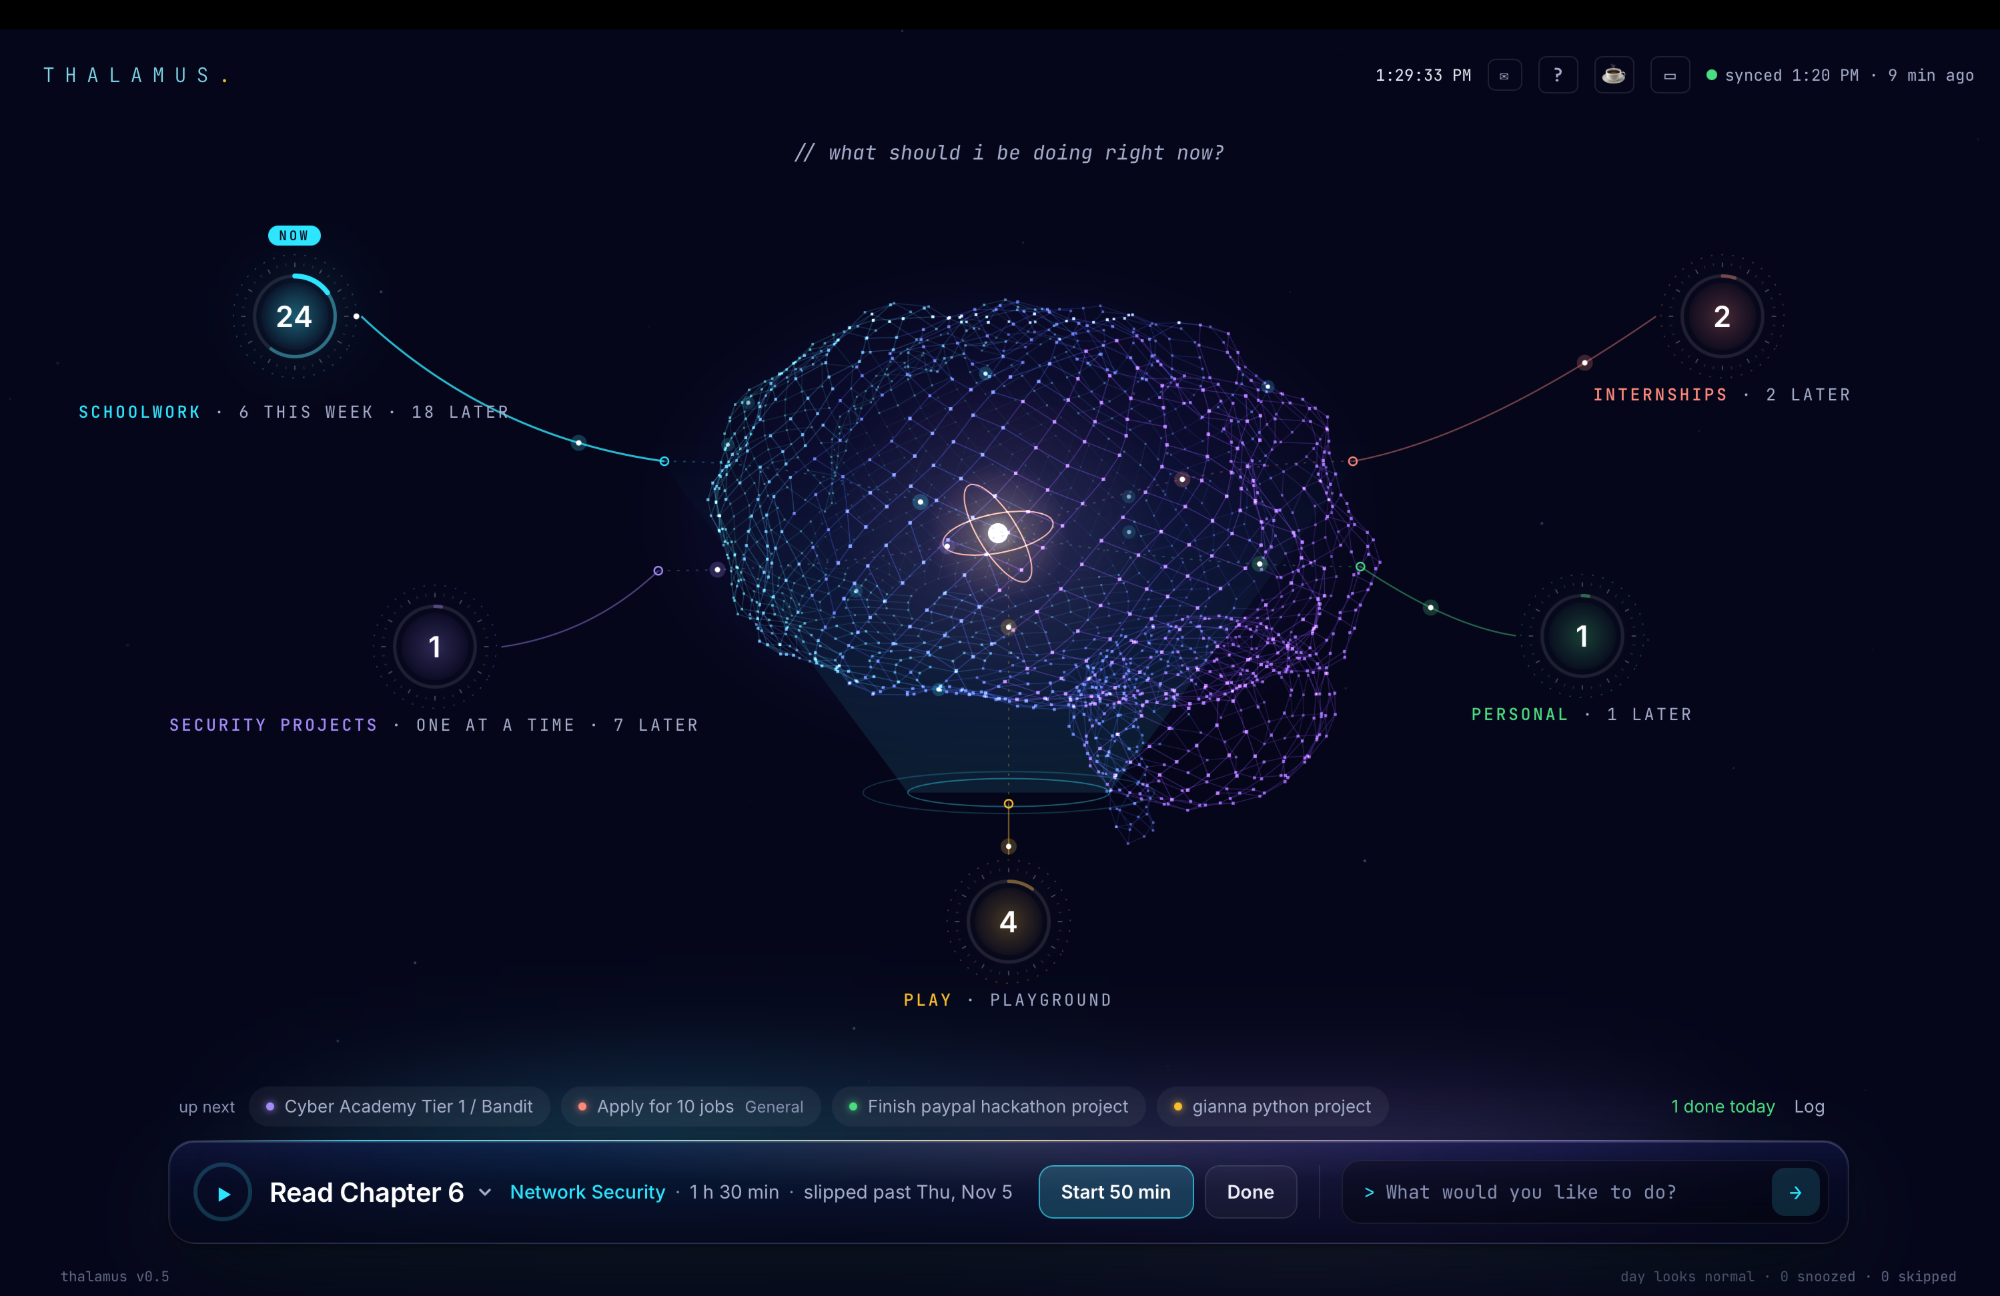 THALAMUS.
1:29:33 PM ? synced 1:20 PM · 9 min ago
// what should i be doing right now?
NOW
24
SCHOOLWORK · 6 THIS WEEK · 18 LATER
2
INTERNSHIPS · 2 LATER
1
SECURITY PROJECTS · ONE AT A TIME · 7 LATER
1
PERSONAL · 1 LATER
4
PLAY · PLAYGROUND
up next Cyber Academy Tier 1 / Bandit Apply for 10 jobs General Finish paypal hackathon project gianna python project 1 done today Log
Read Chapter 6 Network Security · 1 h 30 min · slipped past Thu, Nov 5 Start 50 min Done > What would you like to do?
thalamus v0.5 day looks normal · 0 snoozed · 0 skipped